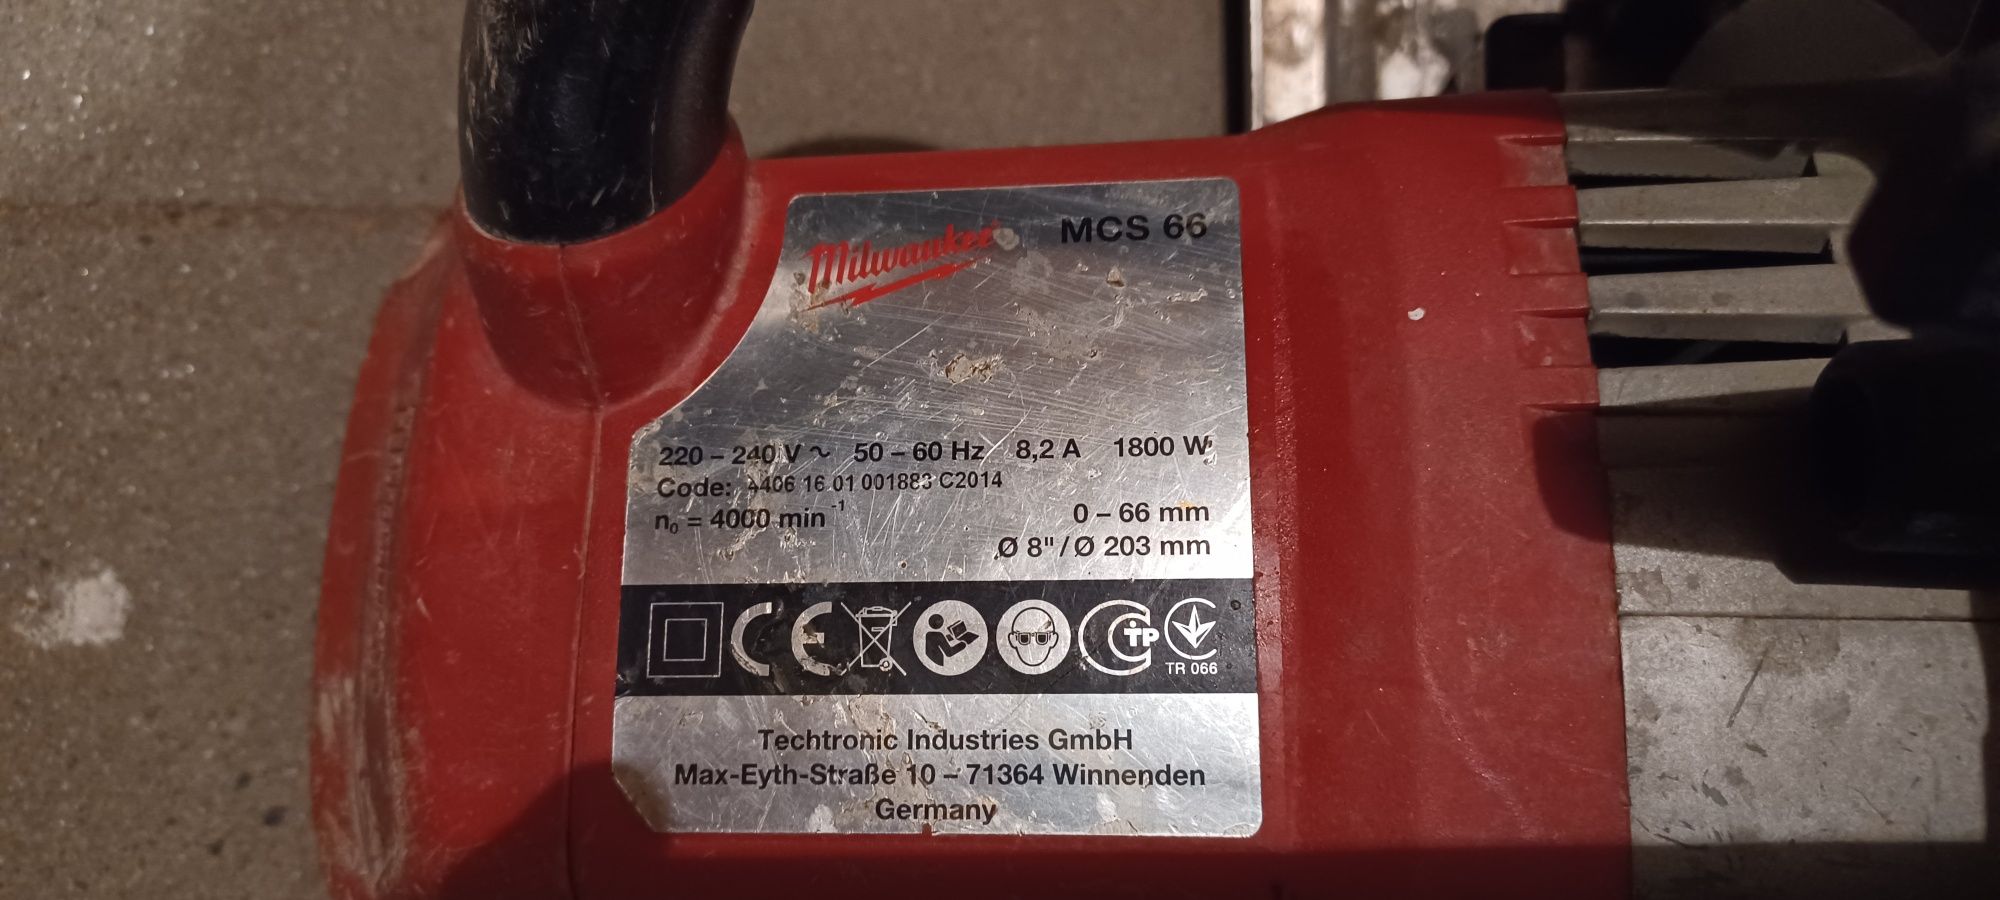 Milwaukee
MCS 66
220 – 240 V ~ 50 – 60 Hz 8,2 A 1800 W
Code: 4406 16 01 001883 C2014
n₀ = 4000 min⁻¹ 0 – 66 mm
Ø 8" / Ø 203 mm
CE TP
TR 066
Techtronic Industries GmbH
Max-Eyth-Straße 10 – 71364 Winnenden
Germany